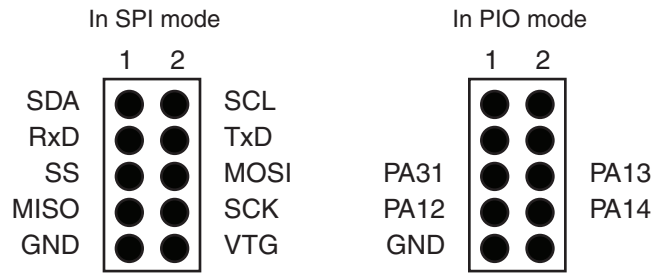 In SPI mode In PIO mode
1 2 1 2
SDA SCL
RxD TxD
SS MOSI PA31 PA13
MISO SCK PA12 PA14
GND VTG GND